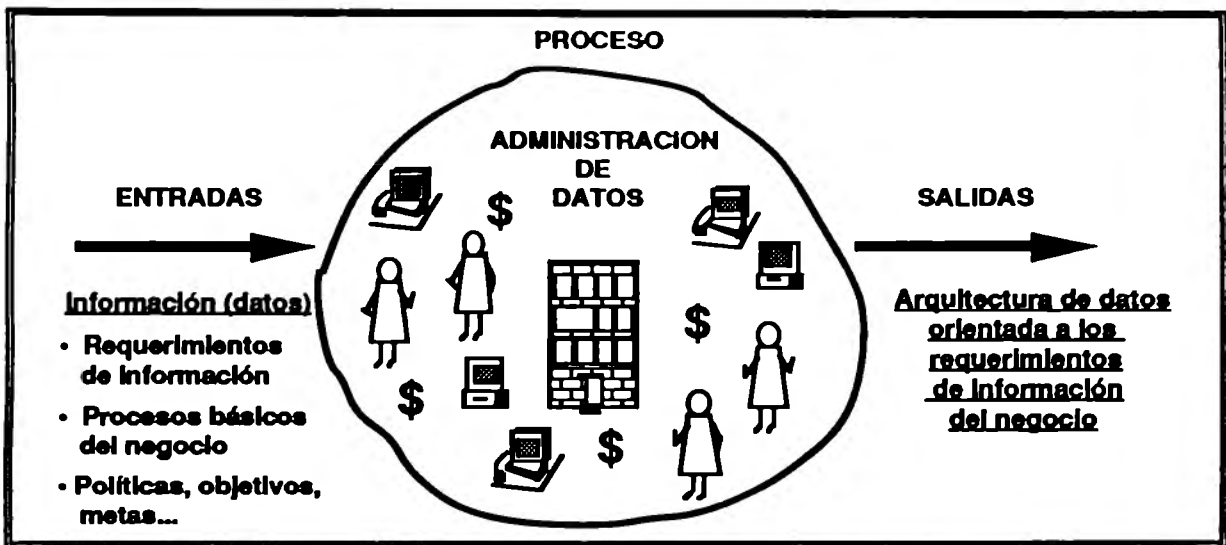 PROCESO
ADMINISTRACION
DE
DATOS
ENTRADAS
Información (datos)
• Requerimientos
de información
• Procesos básicos
del negocio
• Políticas, objetivos,
metas...
$
$
$
$
SALIDAS
Arquitectura de datos
orientada a los
requerimientos
de información
del negocio